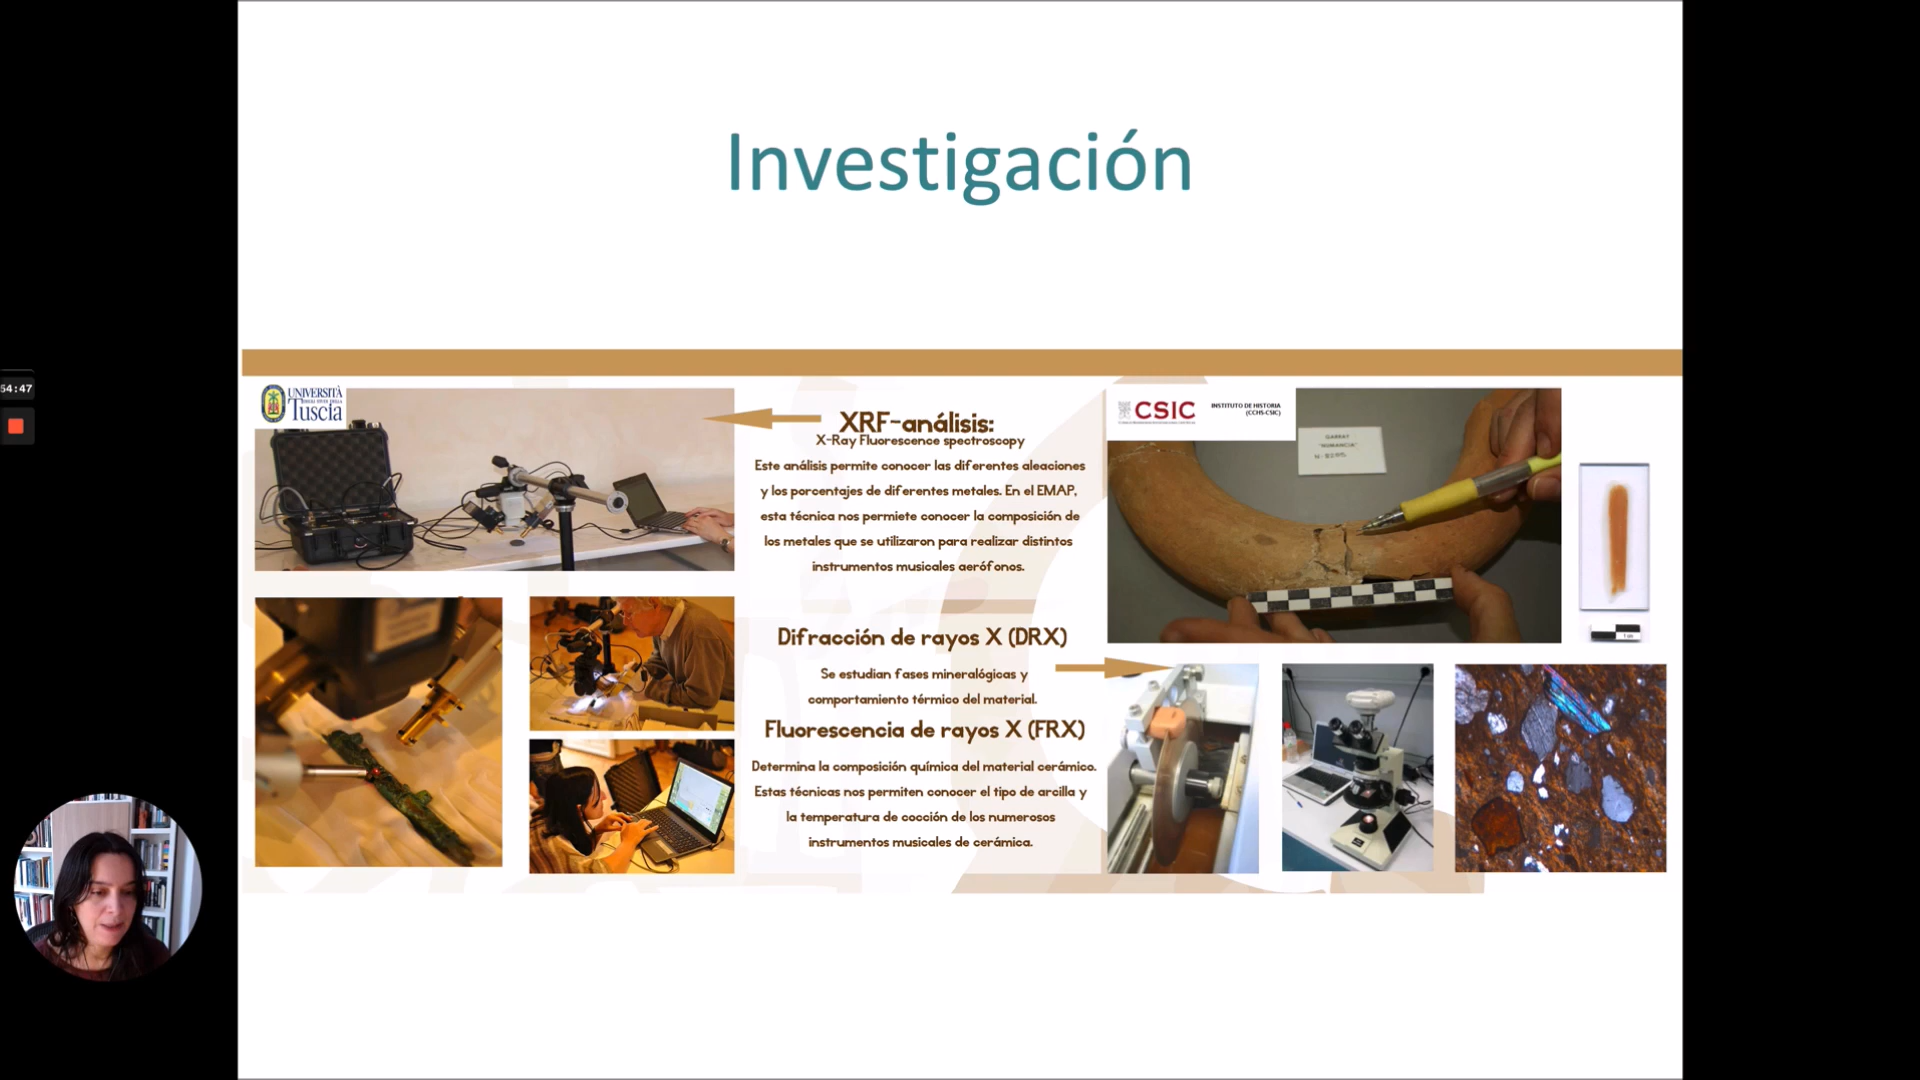 Investigación
54:47
UNIVERSITÀ
Tuscia
XRF-análisis:
X-Ray Fluorescence spectroscopy
Este análisis permite conocer las diferentes aleaciones
y los porcentajes de diferentes metales. En el EMAP,
esta técnica nos permiete conocer la composición de
los metales que se utilizaron para realizar distintos
instrumentos musicales aerófonos.
Difracción de rayos X (DRX)
Se estudian fases mineralógicas y
comportamiento térmico del material.
Fluorescencia de rayos X (FRX)
Determina la composición química del material cerámico.
Estas técnicas nos permiten conocer el tipo de arcilla y
la temperatura de cocción de los numerosos
instrumentos musicales de cerámica.
CSIC
INSTITUTO DE HISTORIA
(CCHS-CSIC)
"NUMANCIA"